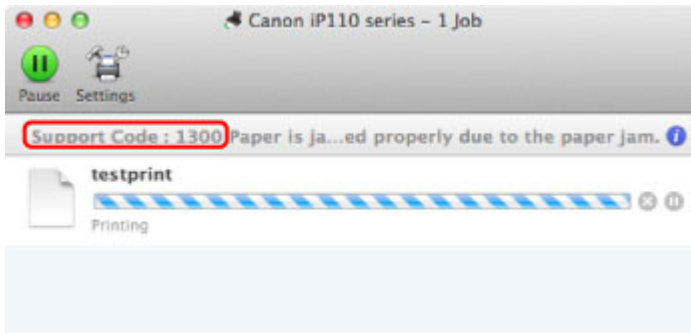 Canon iP110 series – 1 Job
Pause Settings
Support Code : 1300 Paper is ja...ed properly due to the paper jam.
testprint
Printing